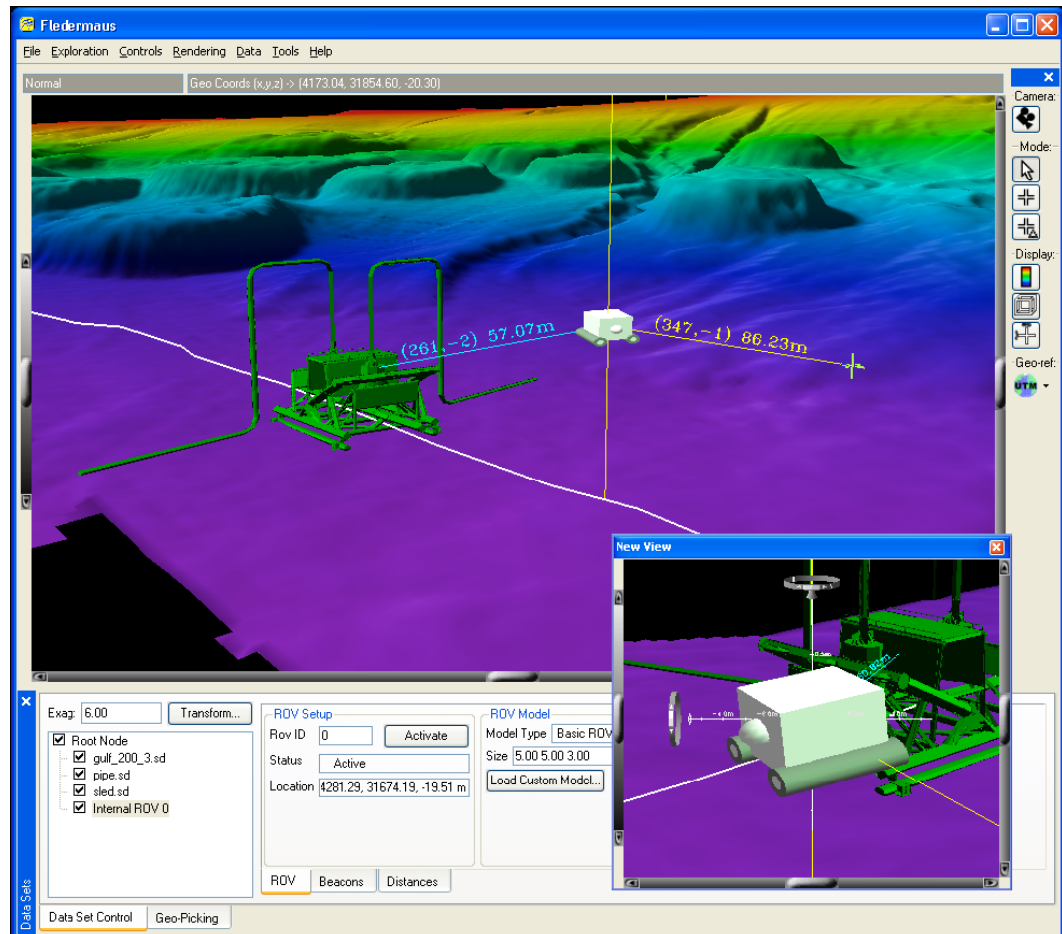 Fledermaus
File Exploration Controls Rendering Data Tools Help
Normal
Geo Coords (x,y,z) -> (4173.04, 31854.60, -20.30)
Camera:
Mode:
Display:
Geo-ref:
UTM
(261,-2) 57.07m
(347,-1) 86.23m
New View
Exag: 6.00 Transform...
Root Node
gulf_200_3.sd
pipe.sd
sled.sd
Internal ROV 0
ROV Setup
Rov ID 0 Activate
Status Active
Location 4281.29, 31674.19, -19.51 m
ROV Model
Model Type Basic ROV
Size 5.00 5.00 3.00
Load Custom Model...
ROV Beacons Distances
Data Sets
Data Set Control Geo-Picking